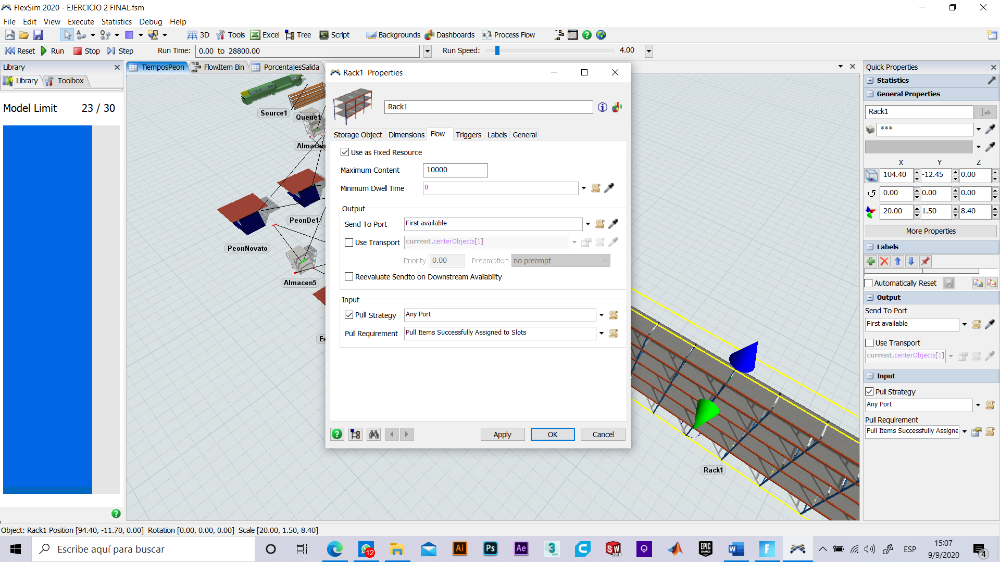 FlexSim 2020 - EJERCICIO 2 FINAL.fsm
File Edit View Execute Statistics Debug Help
3D Tools Excel Tree Script Backgrounds Dashboards Process Flow
Reset Run Stop Step Run Time: 0.00 to 28800.00 Run Speed: 4.00
Library
Library Toolbox
Model Limit 23 / 30
TiemposPeon FlowItem Bin PorcentajesSalida
Source1
Queue1
Almacen
PeonDe1
PeonNovato
Almacen5
Es
Rack1
Rack1 Properties
Rack1
Storage Object Dimensions Flow Triggers Labels General
Use as Fixed Resource
Maximum Content 10000
Minimum Dwell Time 0
Output
Send To Port First available
Use Transport current.centerObjects[1]
Priority 0.00 Preemption no preempt
Reevaluate Sendto on Downstream Availability
Input
Pull Strategy Any Port
Pull Requirement Pull Items Successfully Assigned to Slots
Apply OK Cancel
Quick Properties
Statistics
General Properties
Rack1
***
X Y Z
104.40 -12.45 0.00
0.00 0.00 0.00
20.00 1.50 8.40
More Properties
Labels
Automatically Reset
Output
Send To Port
First available
Use Transport
current.centerObjects[1]
Input
Pull Strategy
Any Port
Pull Requirement
Pull Items Successfully Assigne
Object: Rack1 Position [94.40, -11.70, 0.00] Rotation [0.00, 0.00, 0.00] Scale [20.00, 1.50, 8.40]
Escribe aquí para buscar
12
Ai
Ps
Ae
3
MAX
C
SW
2018
EPIC
GAMES
W
F
ESP
15:07
9/9/2020
4